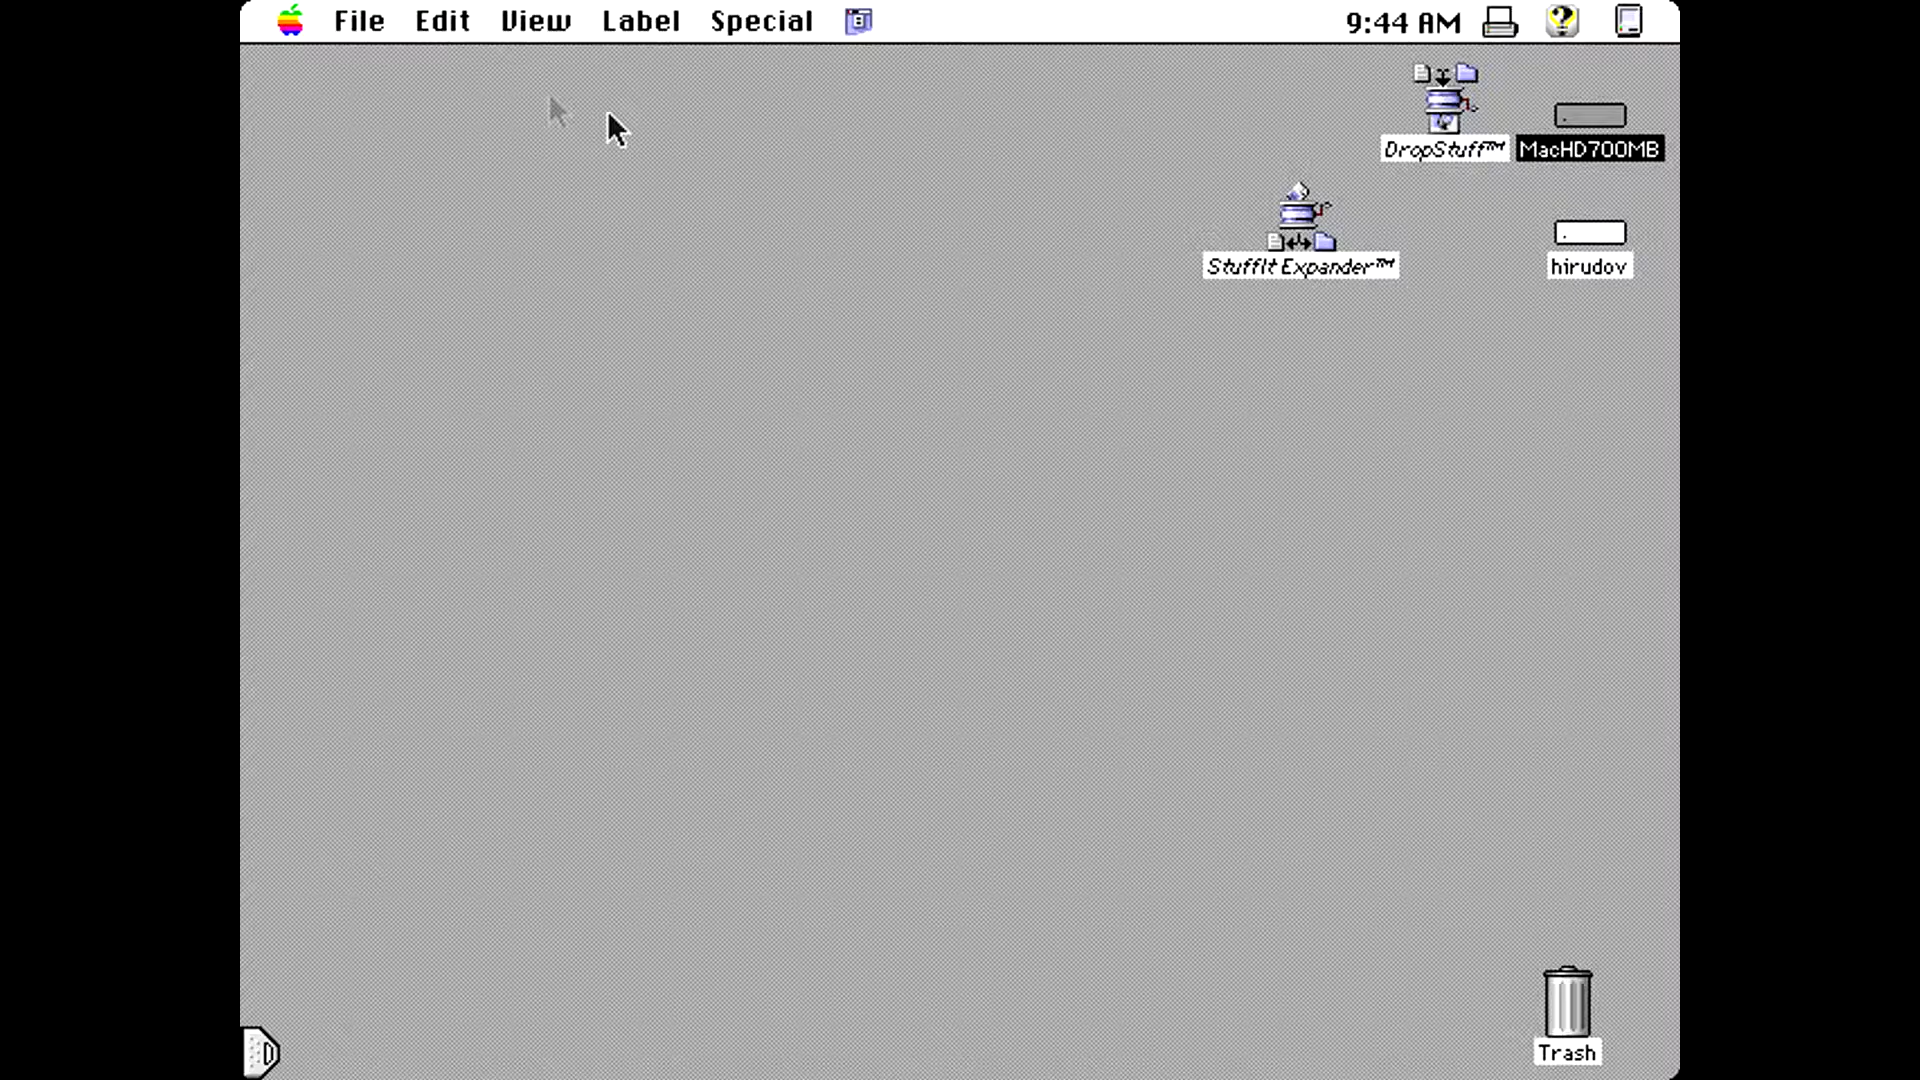 File Edit View Label Special 9:44 AM
DropStuff™ MacHD700MB
StuffIt Expander™ hirudov
Trash